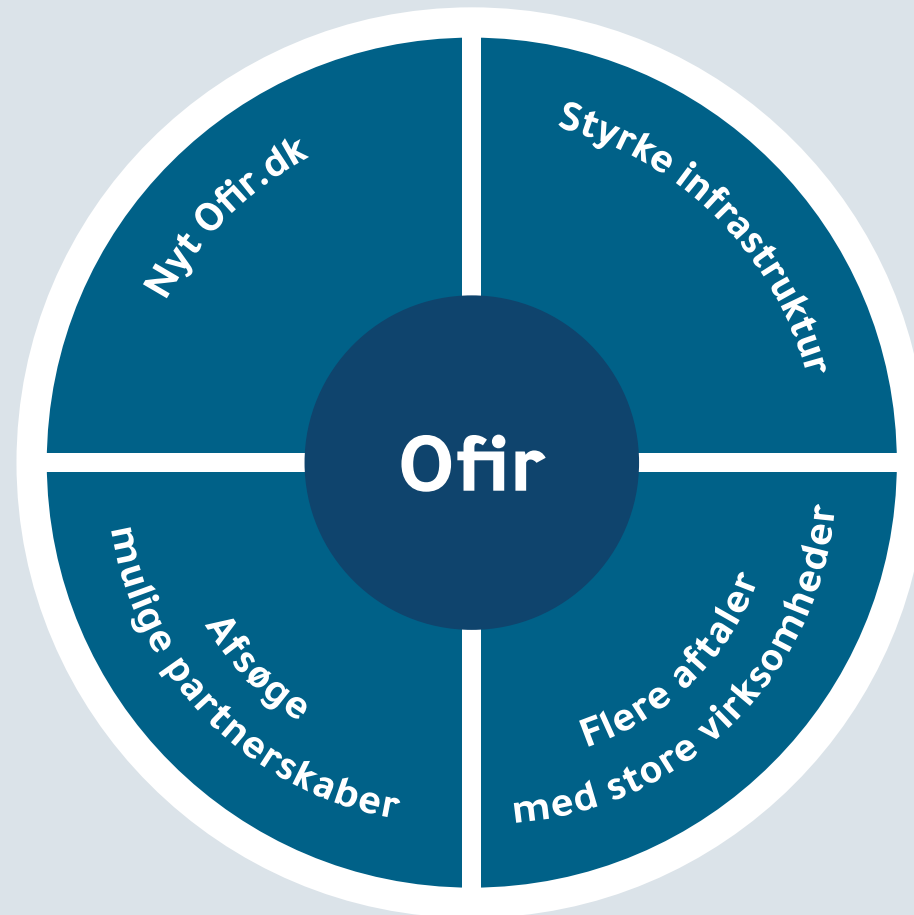 Nyt Ofir.dk
Styrke infrastruktur
Ofir
Afsøge
mulige partnerskaber
Flere aftaler
med store virksomheder